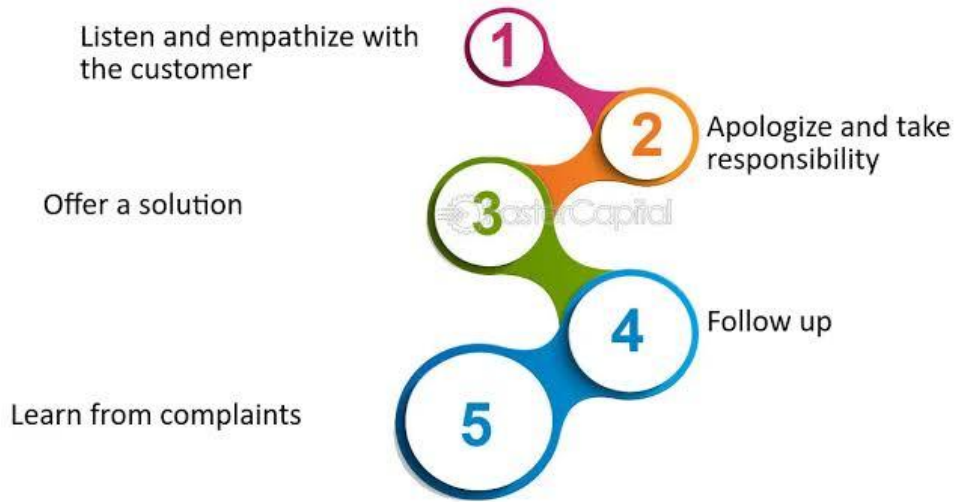 1
Listen and empathize with
the customer
2
Apologize and take
responsibility
3
Offer a solution
4
Follow up
5
Learn from complaints